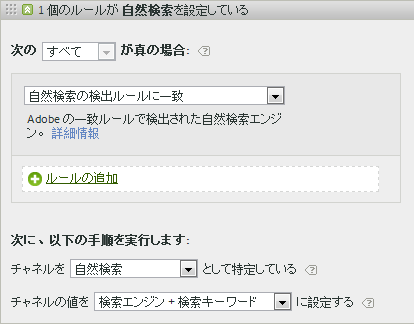 1 個のルールが 自然検索を設定している
次の すべて が真の場合: ?
自然検索の検出ルールに一致
Adobe の一致ルールで検出された自然検索エンジ
ン。 詳細情報
ルールの追加
次に、以下の手順を実行します:
チャネルを 自然検索 として特定している ?
チャネルの値を 検索エンジン + 検索キーワード に設定する ?